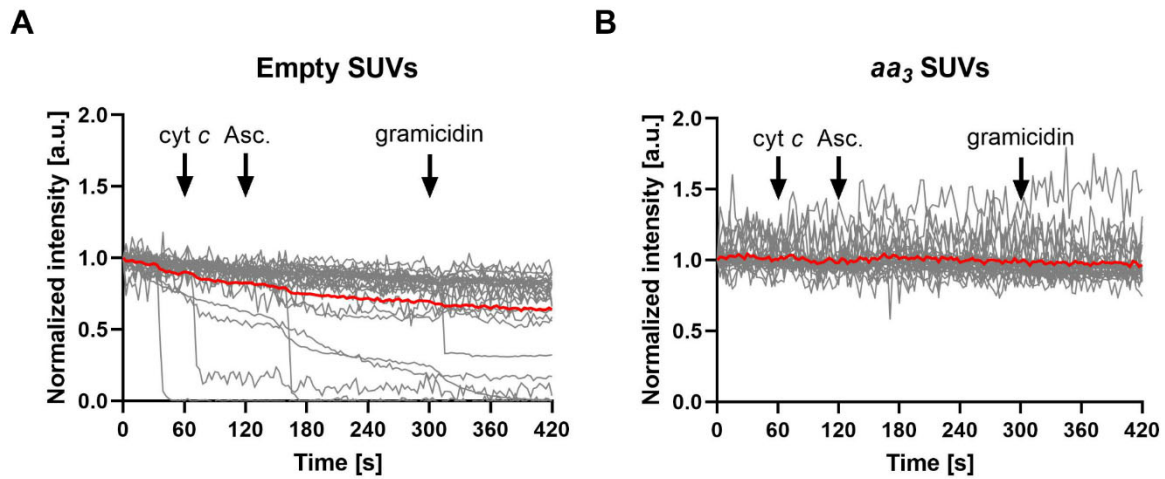 A
Empty SUVs
cyt c Asc. gramicidin
Normalized intensity [a.u.]
2.0
1.5
1.0
0.5
0.0
0 60 120 180 240 300 360 420
Time [s]
B
aa3 SUVs
cyt c Asc. gramicidin
Normalized intensity [a.u.]
2.0
1.5
1.0
0.5
0.0
0 60 120 180 240 300 360 420
Time [s]